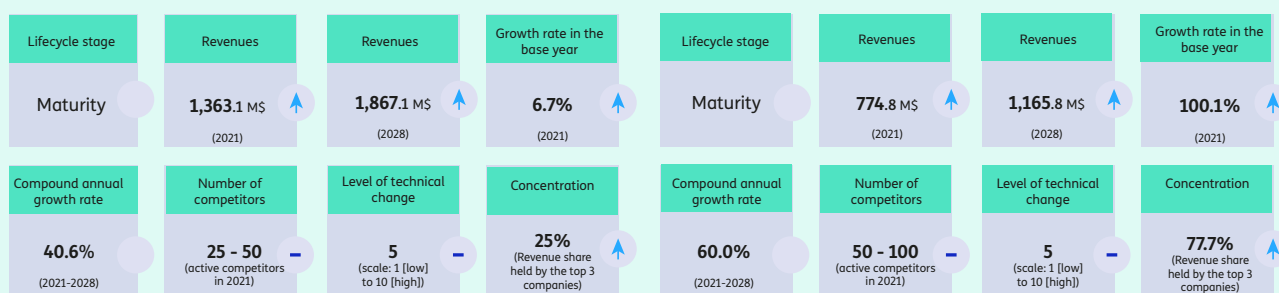 Lifecycle stage
Maturity
Revenues
1,363.1 M$
(2021)
Revenues
1,867.1 M$
(2028)
Growth rate in the
base year
6.7%
(2021)
Lifecycle stage
Maturity
Revenues
774.8 M$
(2021)
Revenues
1,165.8 M$
(2028)
Growth rate in the
base year
100.1%
(2021)
Compound annual
growth rate
40.6%
(2021-2028)
Number of
competitors
25 - 50
(active competitors
in 2021)
Level of technical
change
5
(scale: 1 [low]
to 10 [high])
Concentration
25%
(Revenue share
held by the top 3
companies)
Compound annual
growth rate
60.0%
(2021-2028)
Number of
competitors
50 - 100
(active competitors
in 2021)
Level of technical
change
5
(scale: 1 [low]
to 10 [high])
Concentration
77.7%
(Revenue share
held by the top 3
companies)